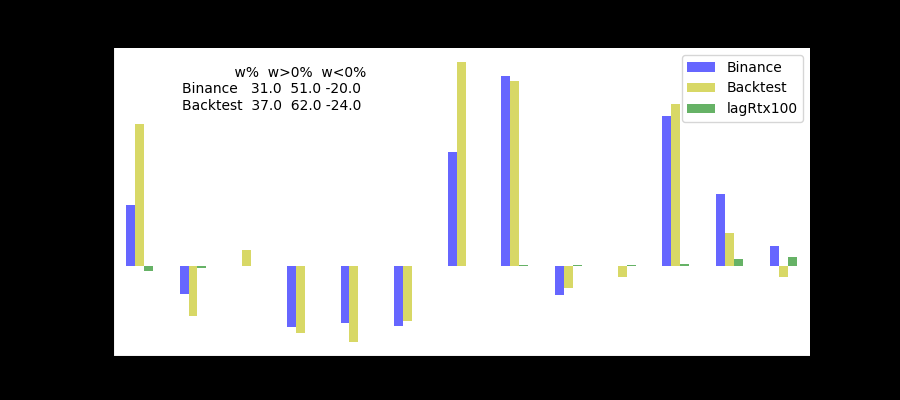 w% w>0% w<0%
Binance 31.0 51.0 -20.0
Backtest 37.0 62.0 -24.0
Binance
Backtest
lagRtx100